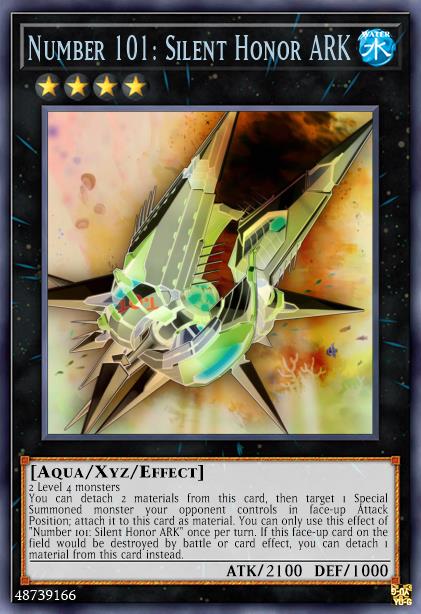 Number 101: Silent Honor ARK
WATER
水
[Aqua/Xyz/Effect]
2 Level 4 monsters
You can detach 2 materials from this card, then target 1 Special
Summoned monster your opponent controls in face-up Attack
Position; attach it to this card as material. You can only use this effect
of "Number 101: Silent Honor ARK" once per turn. If this face-up card on the
field would be destroyed by battle or card effect, you can detach 1
material from this card instead.
ATK/2100 DEF/1000
48739166